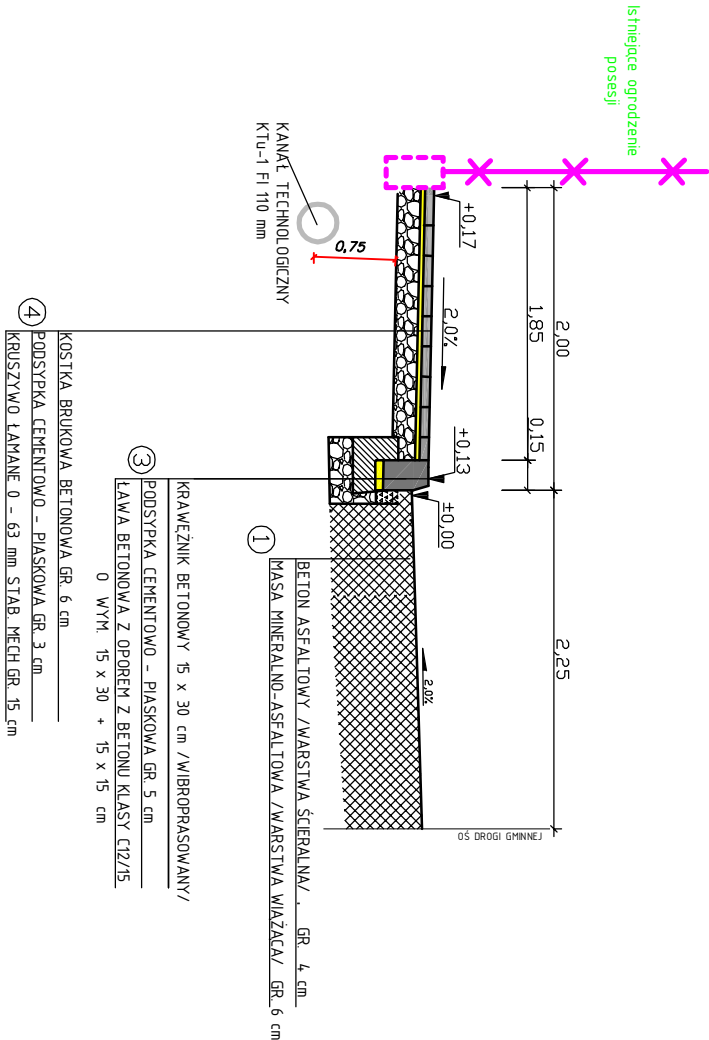 Istniejące ogrodzenie
posesji
2,00
2,25
1,85
0,15
+0,17
2,0%
+0,13
±0,00
2,0%
OŚ DROGI GMINNEJ
0,75
KANAŁ TECHNOLOGICZNY
KTu-1 FI 110 mm
1
BETON ASFALTOWY /WARSTWA ŚCIERALNA/ . GR. 4 cm
MASA MINERALNO-ASFALTOWA /WARSTWA WIĄŻĄCA/ GR. 6 cm
3
KRAWĘŻNIK BETONOWY 15 x 30 cm /WIBROPRASOWANY/
PODSYPKA CEMENTOWO - PIASKOWA GR. 5 cm
ŁAWA BETONOWA Z OPOREM Z BETONU KLASY C12/15
O WYM. 15 x 30 + 15 x 15 cm
4
KOSTKA BRUKOWA BETONOWA GR. 6 cm
PODSYPKA CEMENTOWO - PIASKOWA GR. 3 cm
KRUSZYWO ŁAMANE 0 - 63 mm STAB. MECH GR. 15 cm